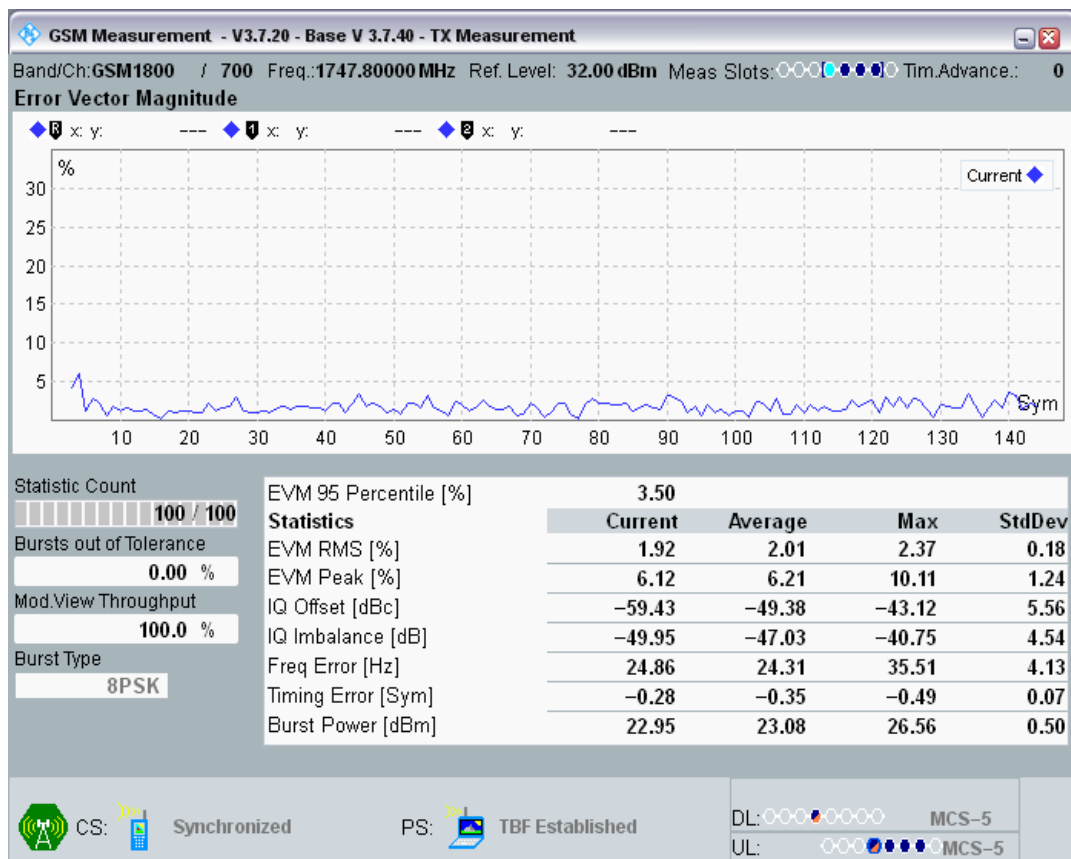 GSM Measurement - V3.7.20 - Base V 3.7.40 - TX Measurement
Band/Ch:GSM1800 / 700 Freq.:1747.80000 MHz Ref. Level: 32.00 dBm Meas Slots: Tim.Advance.: 0
Error Vector Magnitude
R x: y: --- 1 x: y: --- 2 x: y: ---
%
Current
30
25
20
15
10
5
Sym
10 20 30 40 50 60 70 80 90 100 110 120 130 140
Statistic Count
100 / 100
Bursts out of Tolerance
0.00 %
Mod.View Throughput
100.0 %
Burst Type
8PSK
EVM 95 Percentile [%] 3.50
Statistics Current Average Max StdDev
EVM RMS [%] 1.92 2.01 2.37 0.18
EVM Peak [%] 6.12 6.21 10.11 1.24
IQ Offset [dBc] −59.43 −49.38 −43.12 5.56
IQ Imbalance [dB] −49.95 −47.03 −40.75 4.54
Freq Error [Hz] 24.86 24.31 35.51 4.13
Timing Error [Sym] −0.28 −0.35 −0.49 0.07
Burst Power [dBm] 22.95 23.08 26.56 0.50
CS: Synchronized PS: TBF Established
DL: MCS−5
UL: MCS−5